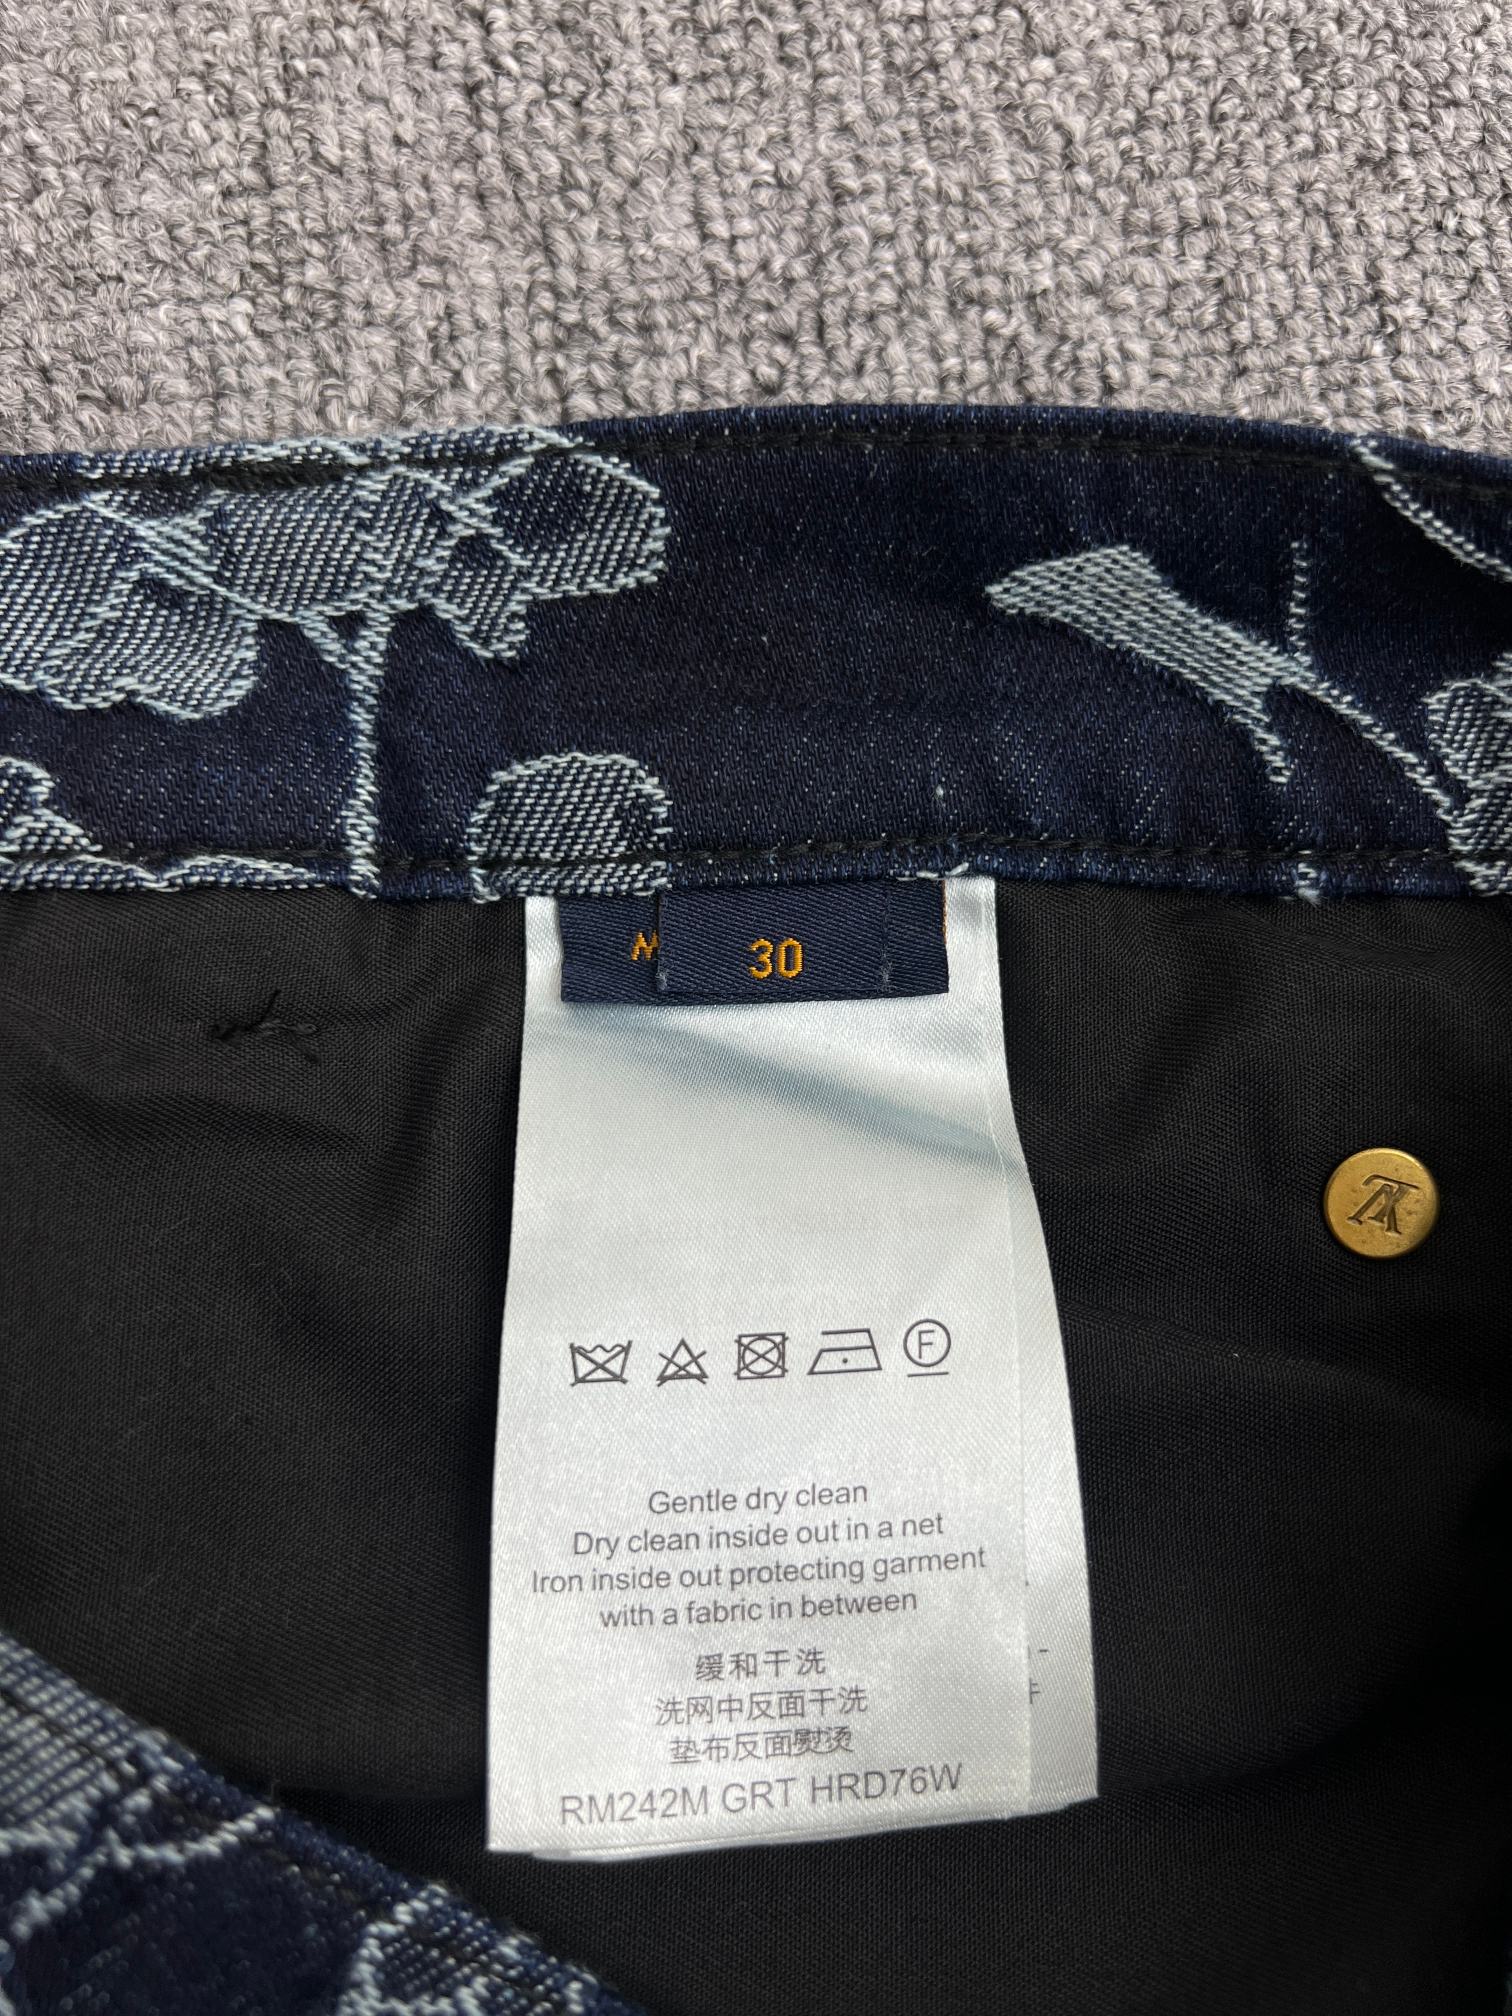 30
F
Gentle dry clean
Dry clean inside out in a net
Iron inside out protecting garment
with a fabric in between
缓和干洗
洗网中反面干洗
垫布反面熨烫
RM242M GRT HRD76W